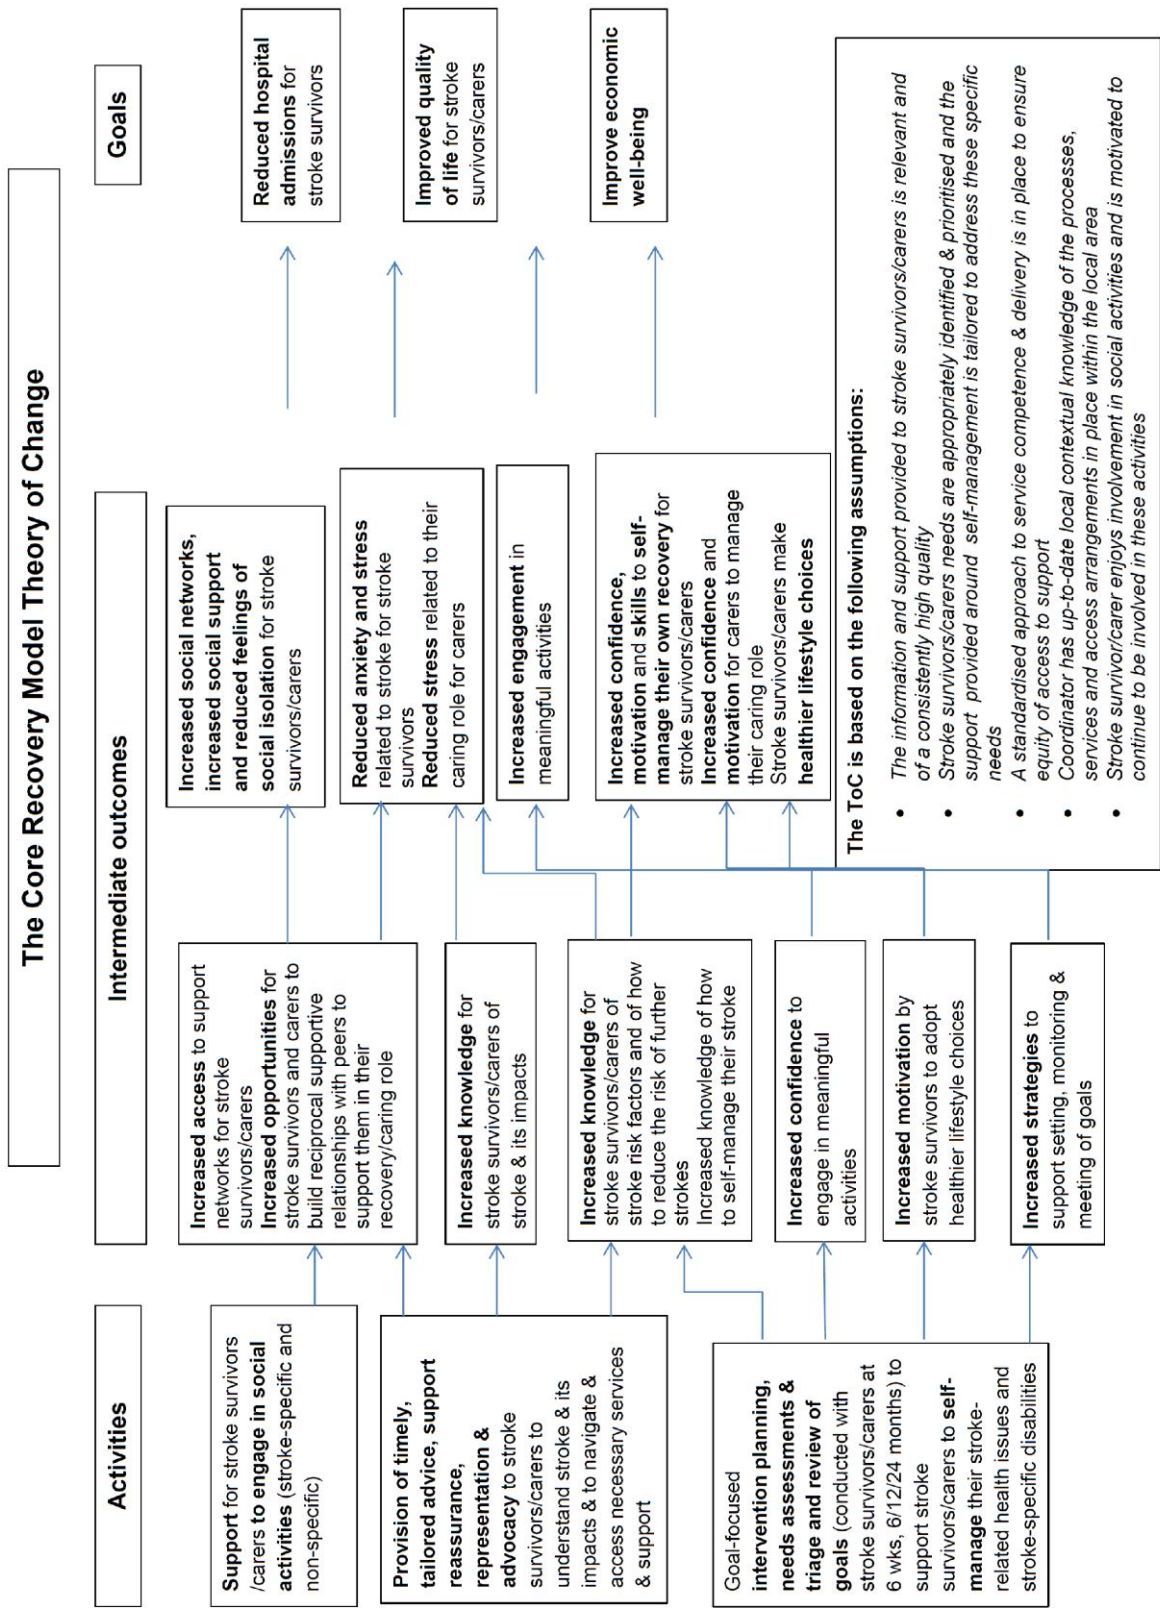 The Core Recovery Model Theory of Change
Activities
Intermediate outcomes
Goals
Support for stroke survivors
/carers to engage in social
activities (stroke-specific and
non-specific)
Provision of timely,
tailored advice, support
reassurance,
representation &
advocacy to stroke
survivors/carers to
understand stroke & its
impacts & to navigate &
access necessary services
& support
Goal-focused
intervention planning,
needs assessments &
triage and review of
goals (conducted with
stroke survivors/carers at
6 wks, 6/12/24 months) to
support stroke
survivors/carers to self-
manage their stroke-
related health issues and
stroke-specific disabilities
Increased access to support
networks for stroke
survivors/carers
Increased opportunities for
stroke survivors and carers to
build reciprocal supportive
relationships with peers to
support them in their
recovery/caring role
Increased knowledge for
stroke survivors/carers of
stroke & its impacts
Increased knowledge for
stroke survivors/carers of
stroke risk factors and of how
to reduce the risk of further
strokes
Increased knowledge of how
to self-manage their stroke
Increased confidence to
engage in meaningful
activities
Increased motivation by
stroke survivors to adopt
healthier lifestyle choices
Increased strategies to
support setting, monitoring &
meeting of goals
Increased social networks,
increased social support
and reduced feelings of
social isolation for stroke
survivors/carers
Reduced anxiety and stress
related to stroke for stroke
survivors
Reduced stress related to their
caring role for carers
Increased engagement in
meaningful activities
Increased confidence,
motivation and skills to self-
manage their own recovery for
stroke survivors/carers
Increased confidence and
motivation for carers to manage
their caring role
Stroke survivors/carers make
healthier lifestyle choices
Reduced hospital
admissions for
stroke survivors
Improved quality
of life for stroke
survivors/carers
Improve economic
well-being
The ToC is based on the following assumptions:
• The information and support provided to stroke survivors/carers is relevant and
of a consistently high quality
• Stroke survivors/carers needs are appropriately identified & prioritised and the
support provided around self-management is tailored to address these specific
needs
• A standardised approach to service competence & delivery is in place to ensure
equity of access to support
• Coordinator has up-to-date local contextual knowledge of the processes,
services and access arrangements in place within the local area
• Stroke survivor/carer enjoys involvement in social activities and is motivated to
continue to be involved in these activities